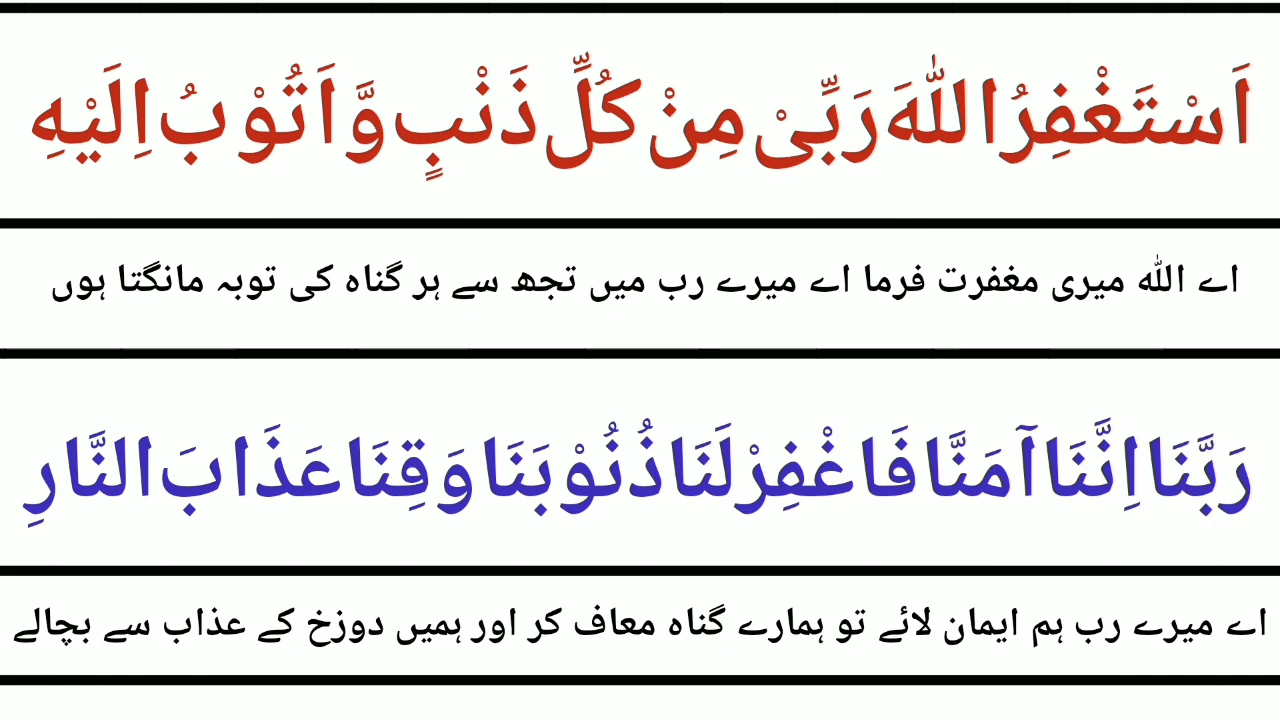 اَسْتَغْفِرُ اللّٰهَ رَبِّىْ مِنْ كُلِّ ذَنْۢبٍ وَّاَتُوْبُ اِلَيْهِ
اے اللہ میری مغفرت فرما اے میرے رب میں تجھ سے ہر گناہ کی توبہ مانگتا ہوں
رَبَّنَا اِنَّنَا آمَنَّا فَاغْفِرْلَنَا ذُنُوْبَنَا وَقِنَا عَذَابَ النَّارِ
اے میرے رب ہم ایمان لائے تو ہمارے گناہ معاف کر اور ہمیں دوزخ کے عذاب سے بچالے